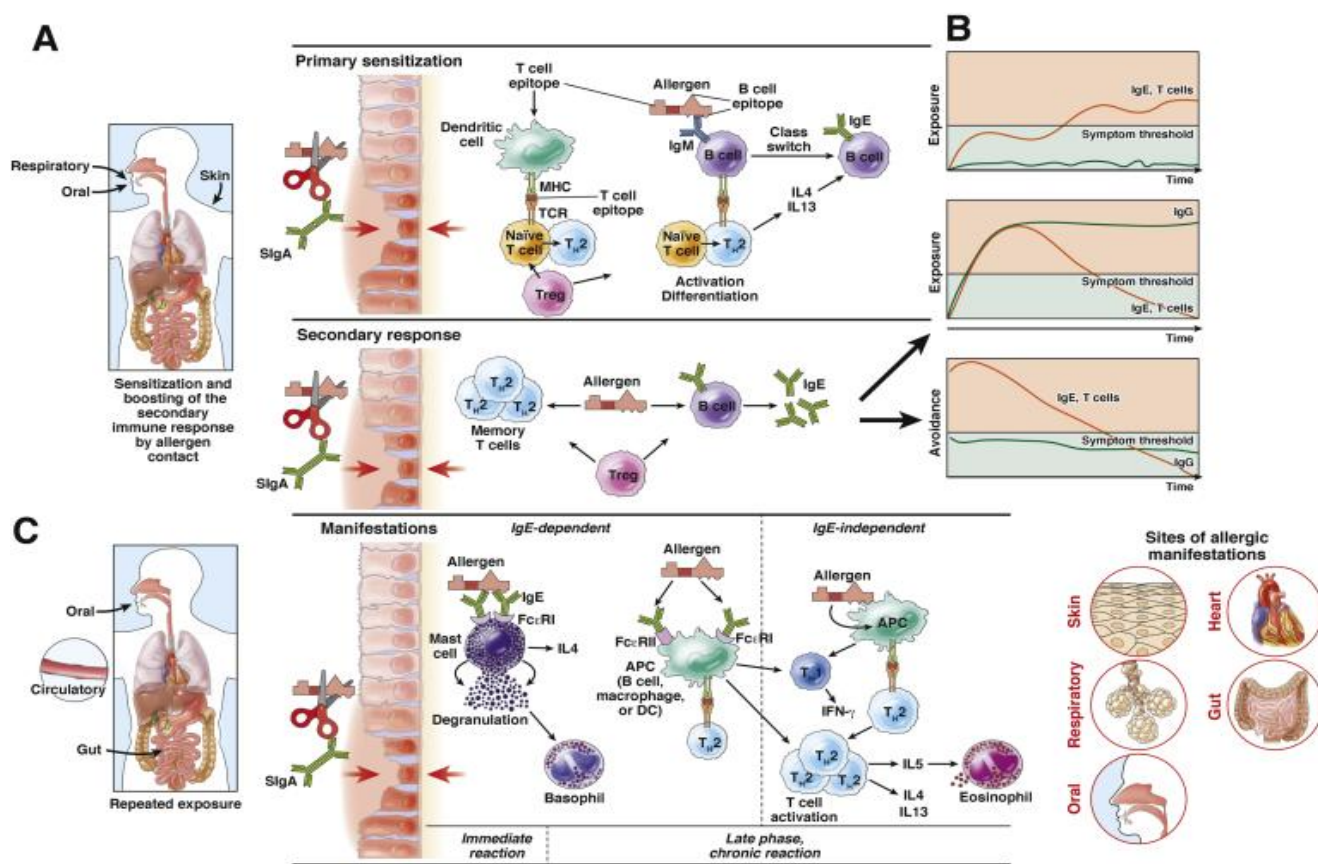 A
Respiratory
Oral
Skin
Sensitization and
boosting of the
secondary
immune response
by allergen
contact
Primary sensitization
SIgA
T cell
epitope
Dendritic
cell
MHC
T cell
epitope
TCR
Naïve
T cell
TH2
Treg
Allergen
B cell
epitope
IgM
B cell
Class
switch
IgE
B cell
IL4
IL13
Naïve
T cell
TH2
Activation
Differentiation
Secondary response
SIgA
TH2
TH2
TH2
Memory
T cells
Allergen
B cell
IgE
Treg
B
Exposure
IgE, T cells
Symptom threshold
Time
Exposure
IgG
Symptom threshold
IgE, T cells
Time
Avoidance
IgE, T cells
Symptom threshold
IgG
Time
C
Oral
Circulatory
Gut
Repeated exposure
Manifestations
IgE-dependent
IgE-independent
SIgA
Allergen
IgE
FcεRI
Mast
cell
IL4
Degranulation
Basophil
Allergen
FcεRII
FcεRI
APC
(B cell,
macrophage,
or DC)
TH2
Allergen
APC
IFN-γ
TH2
TH2
TH2
TH2
T cell
activation
IL5
IL4
IL13
Eosinophil
Immediate
reaction
Late phase,
chronic reaction
Sites of allergic
manifestations
Skin
Heart
Respiratory
Gut
Oral